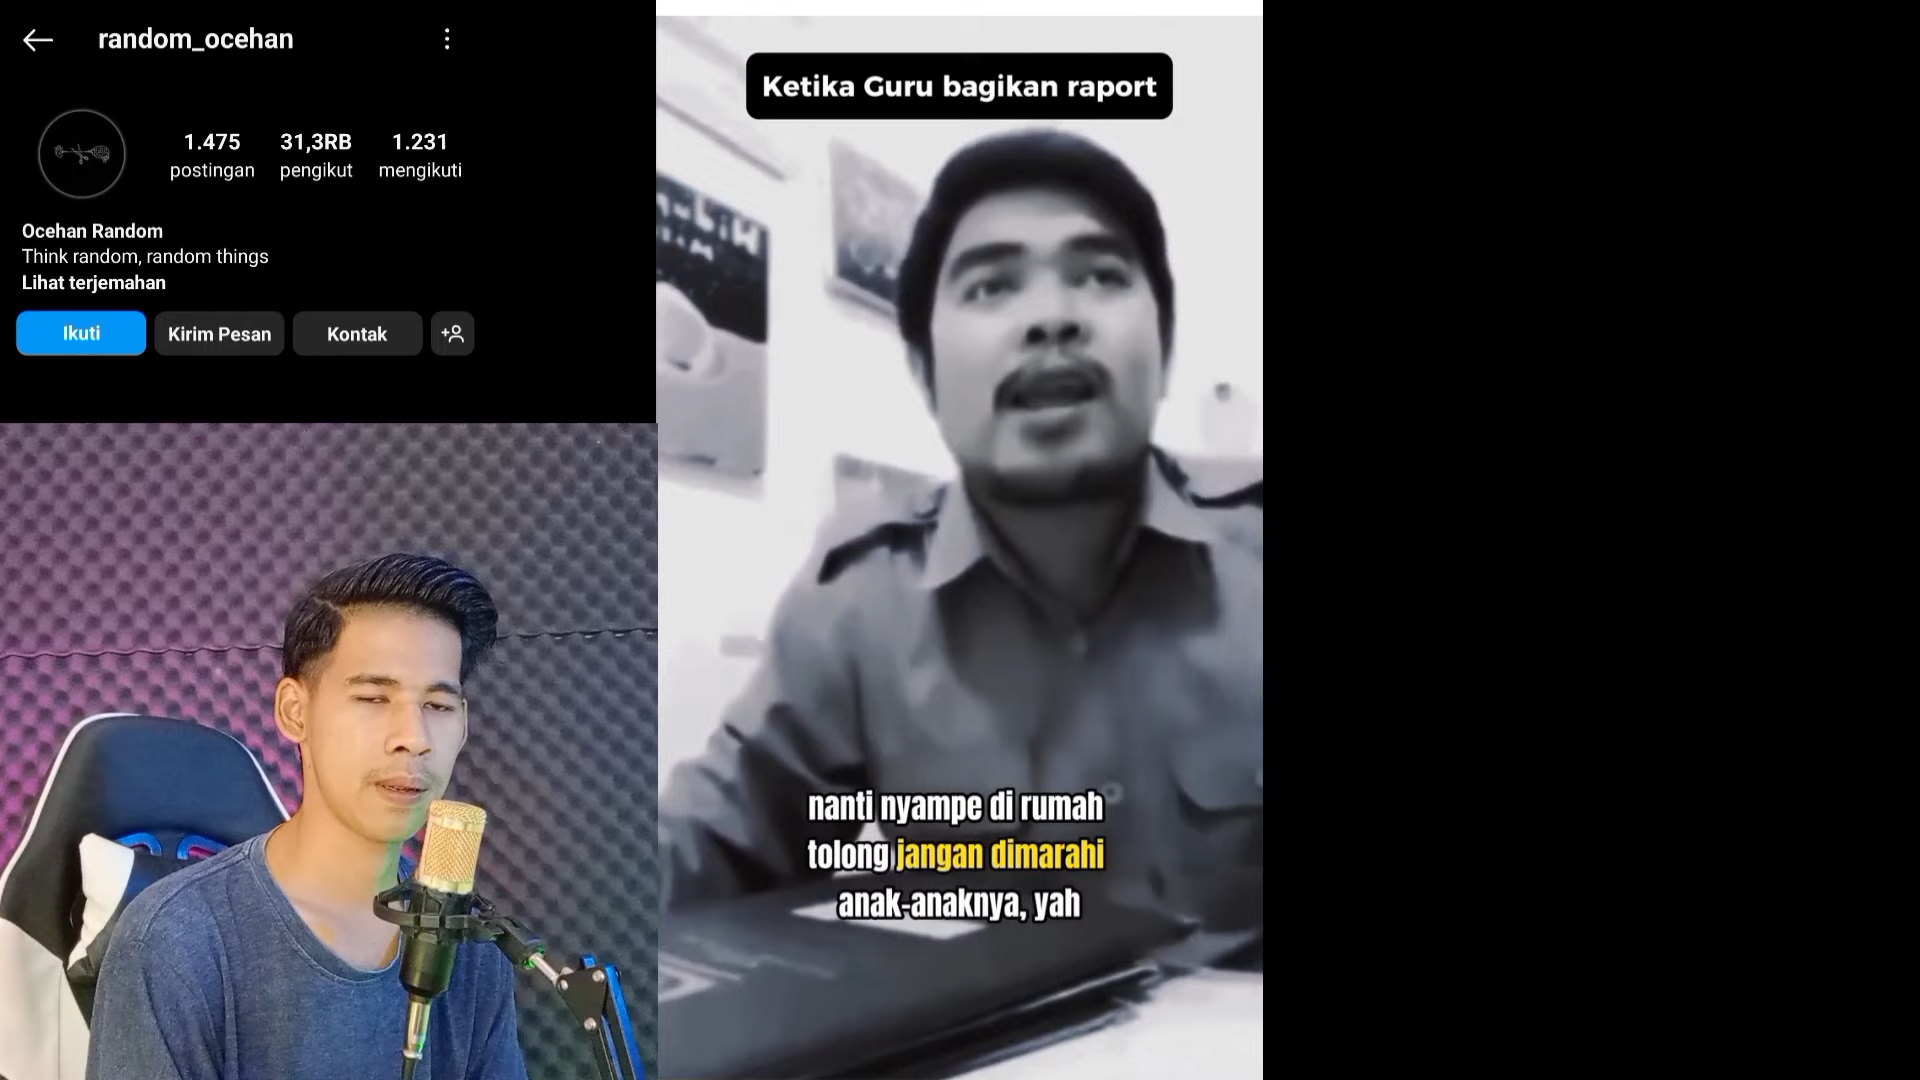 random_ocehan
1.475
31,3RB
1.231
postingan
pengikut
mengikuti
Ocehan Random
Think random, random things
Lihat terjemahan
Ikuti
Kirim Pesan
Kontak
Ketika Guru bagikan raport
nanti nyampe di rumah
tolong jangan dimarahi
anak-anaknya, yah